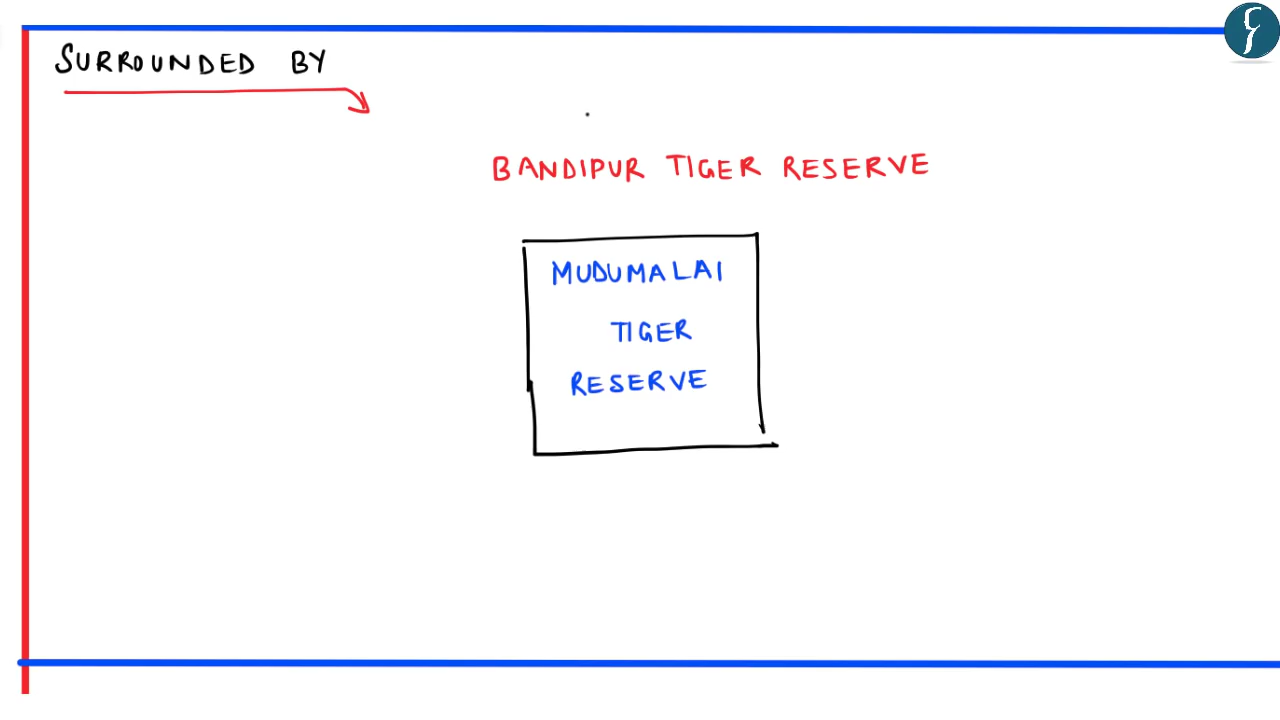 SURROUNDED BY
BANDIPUR TIGER RESERVE
MUDUMALAI
TIGER
RESERVE